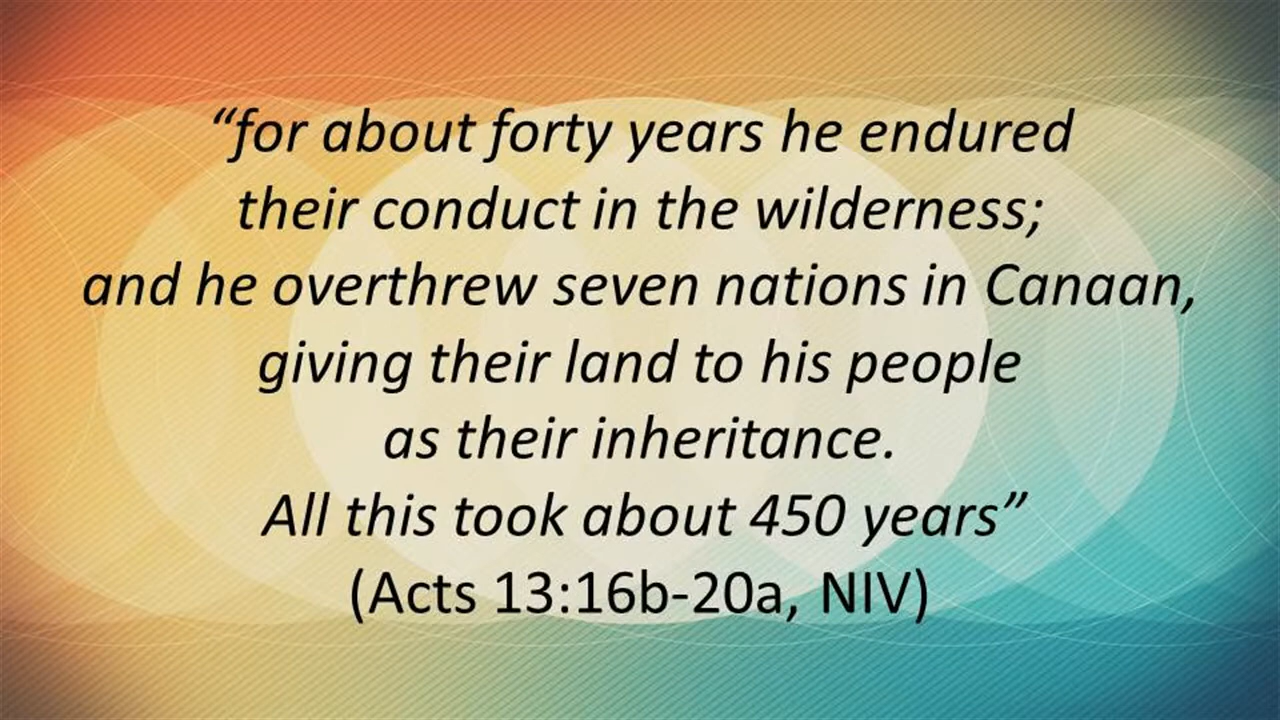 “for about forty years he endured
their conduct in the wilderness;
and he overthrew seven nations in Canaan,
giving their land to his people
as their inheritance.
All this took about 450 years”
(Acts 13:16b-20a, NIV)